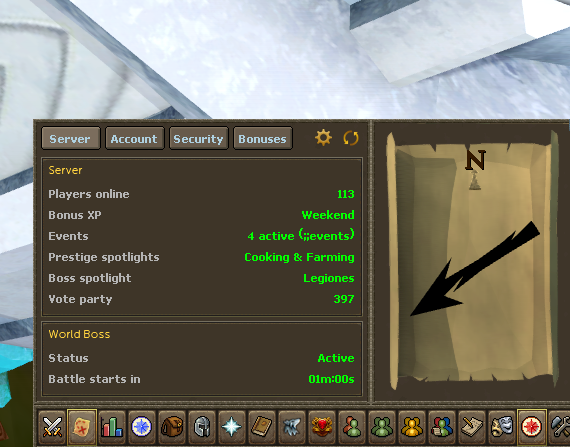 Server Account Security Bonuses
Server
Players online 113
Bonus XP Weekend
Events 4 active (;;events)
Prestige spotlights Cooking & Farming
Boss spotlight Legiones
Vote party 397
World Boss
Status Active
Battle starts in 01m:00s
N